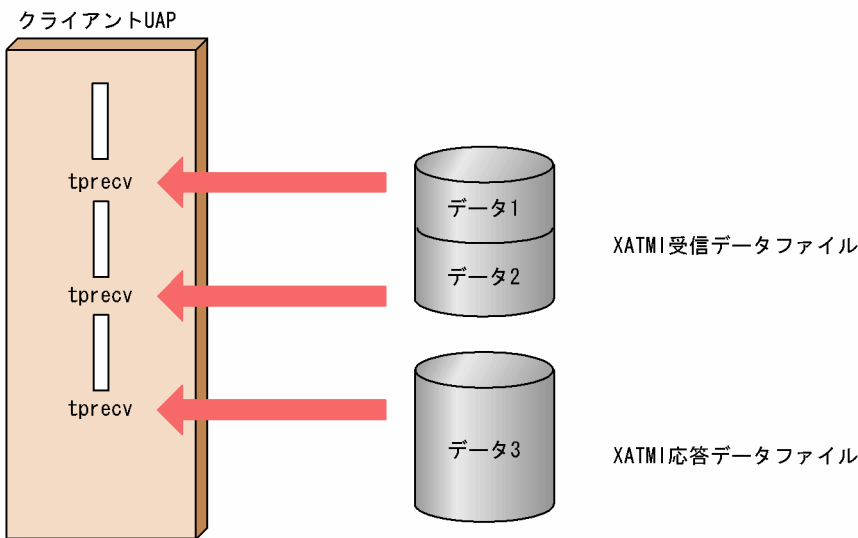 クライアントUAP
tprecv
データ1
データ2
XATMI受信データファイル
tprecv
tprecv
データ3
XATMI応答データファイル